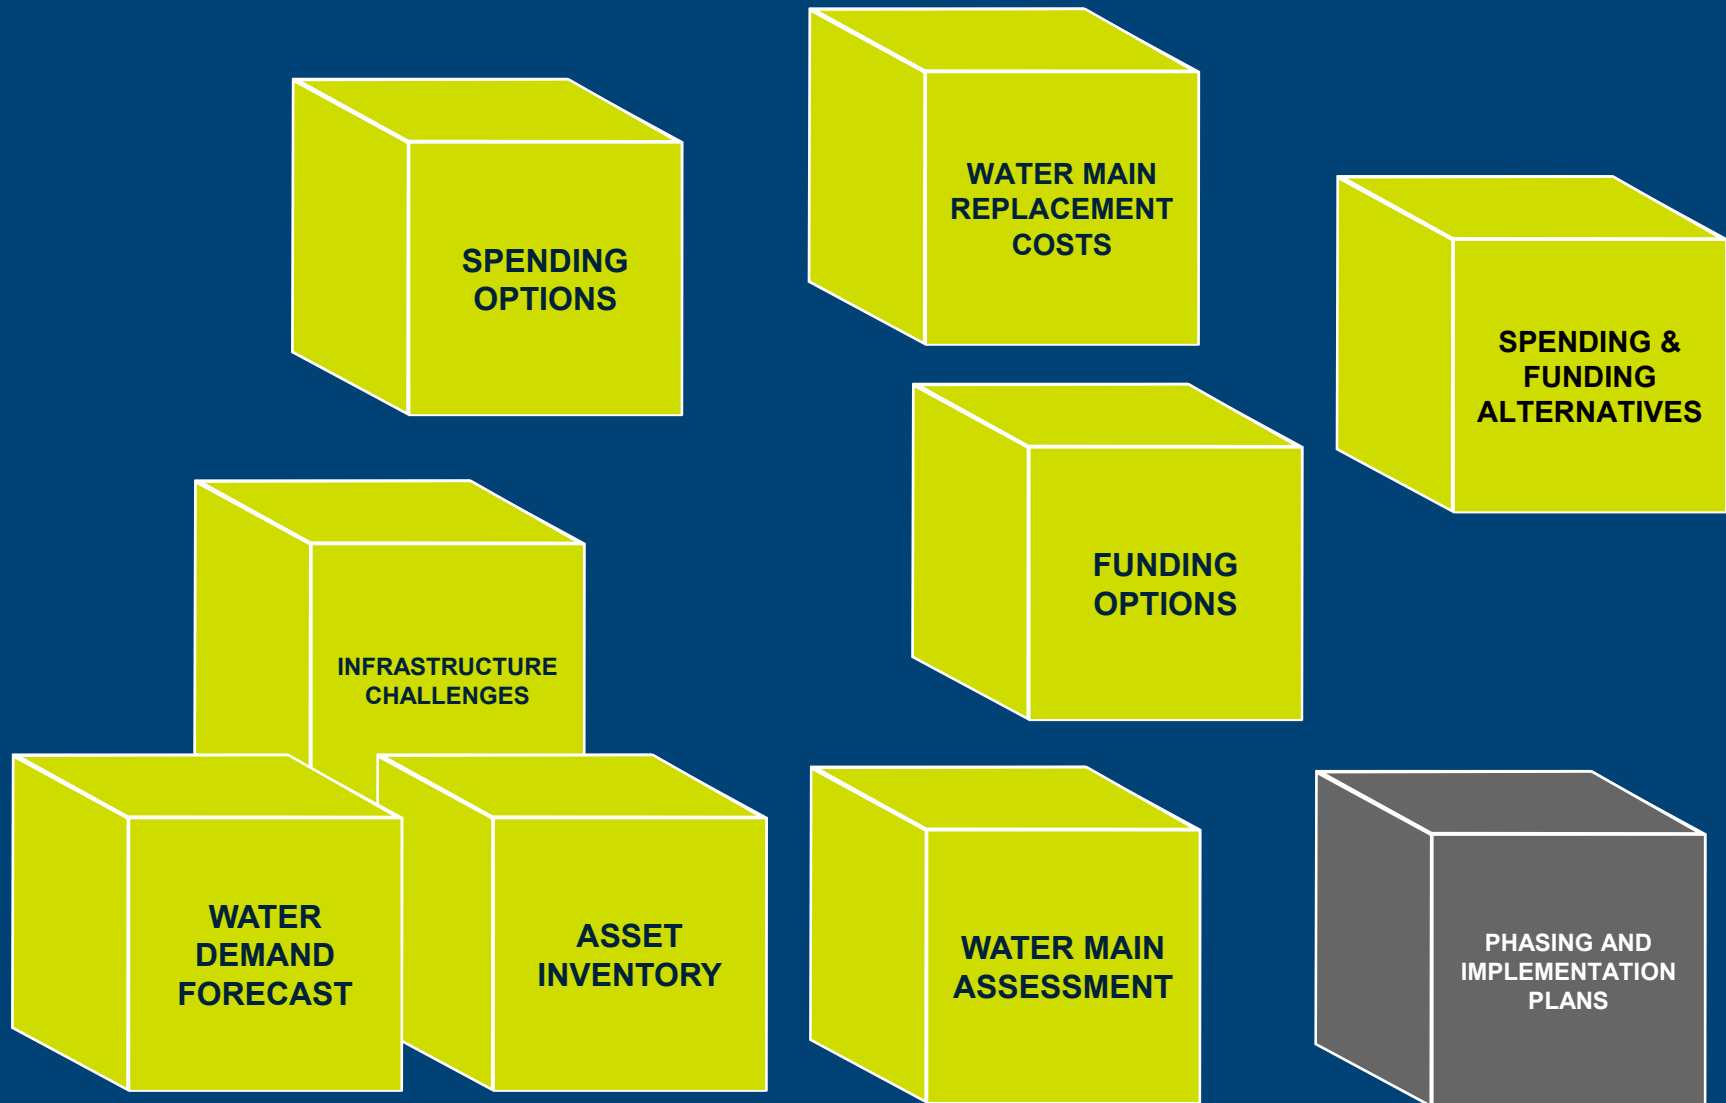 SPENDING
OPTIONS
WATER MAIN
REPLACEMENT
COSTS
SPENDING &
FUNDING
ALTERNATIVES
FUNDING
OPTIONS
INFRASTRUCTURE
CHALLENGES
WATER
DEMAND
FORECAST
ASSET
INVENTORY
WATER MAIN
ASSESSMENT
PHASING AND
IMPLEMENTATION
PLANS